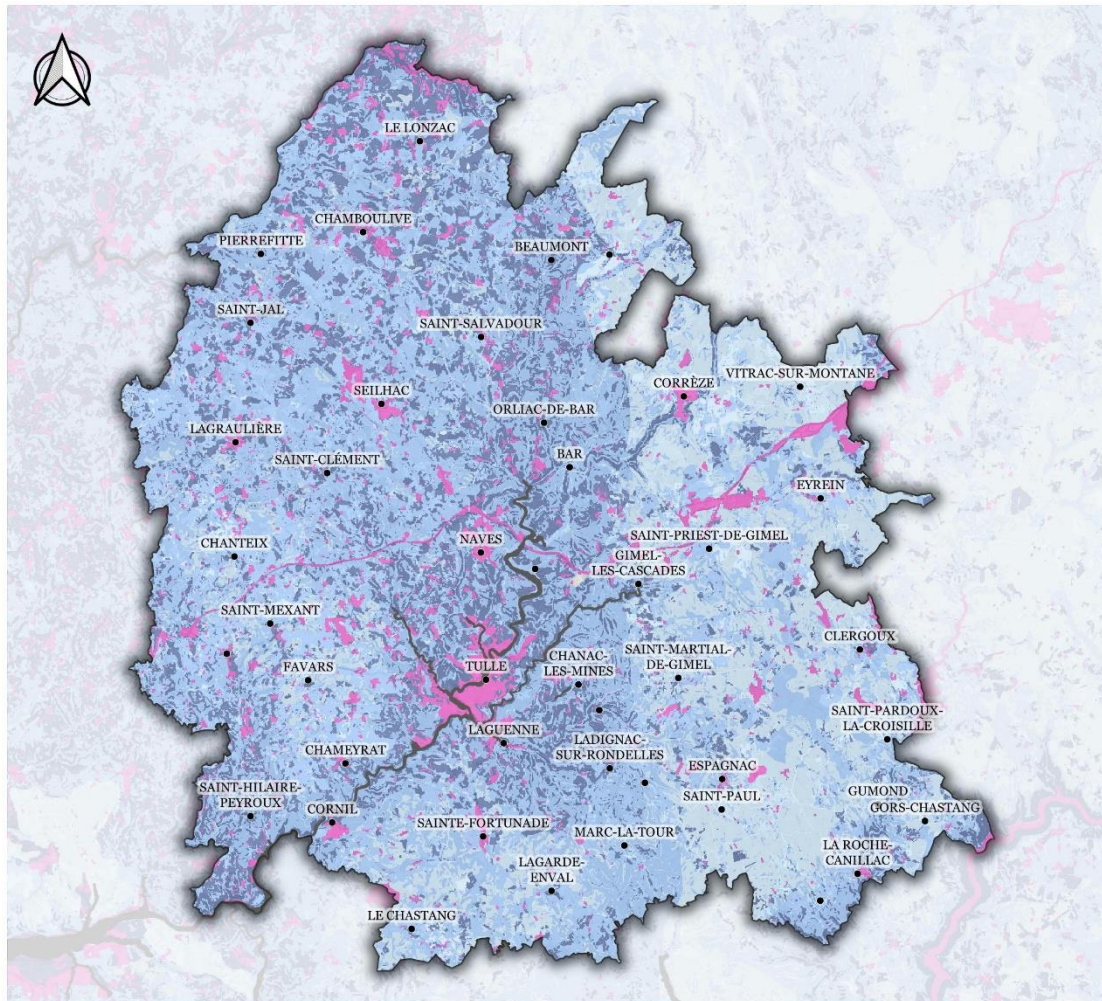 LE LONZAC
CHAMBOULIVE
PIERREFITTE
BEAUMONT
SAINT-JAL
SAINT-SALVADOUR
VITRAC-SUR-MONTANE
CORRÈZE
SEILHAC
ORLIAC-DE-BAR
LAGRAULIÈRE
SAINT-CLÉMENT
BAR
EYREIN
SAINT-PRIEST-DE-GIMEL
NAVES
CHANTEIX
GIMEL-
LES-CASCADES
SAINT-MEXANT
CLERGOUX
FAVARS
TULLE
CHANAC-
LES-MINES
SAINT-MARTIAL-
DE-GIMEL
SAINT-PARDOUX-
LA-CROISILLE
LAGUENNE
CHAMEYRAT
LADIGNAC-
SUR-RONDELLES
ESPAGNAC
SAINT-PAUL
SAINT-HILAIRE-
PEYROUX
CORNIL
GUMOND
GORS-CHASTANG
SAINTE-FORTUNADE
MARC-LA-TOUR
LA ROCHE-
CANILLAC
LAGARDE-
ENVAL
LE CHASTANG